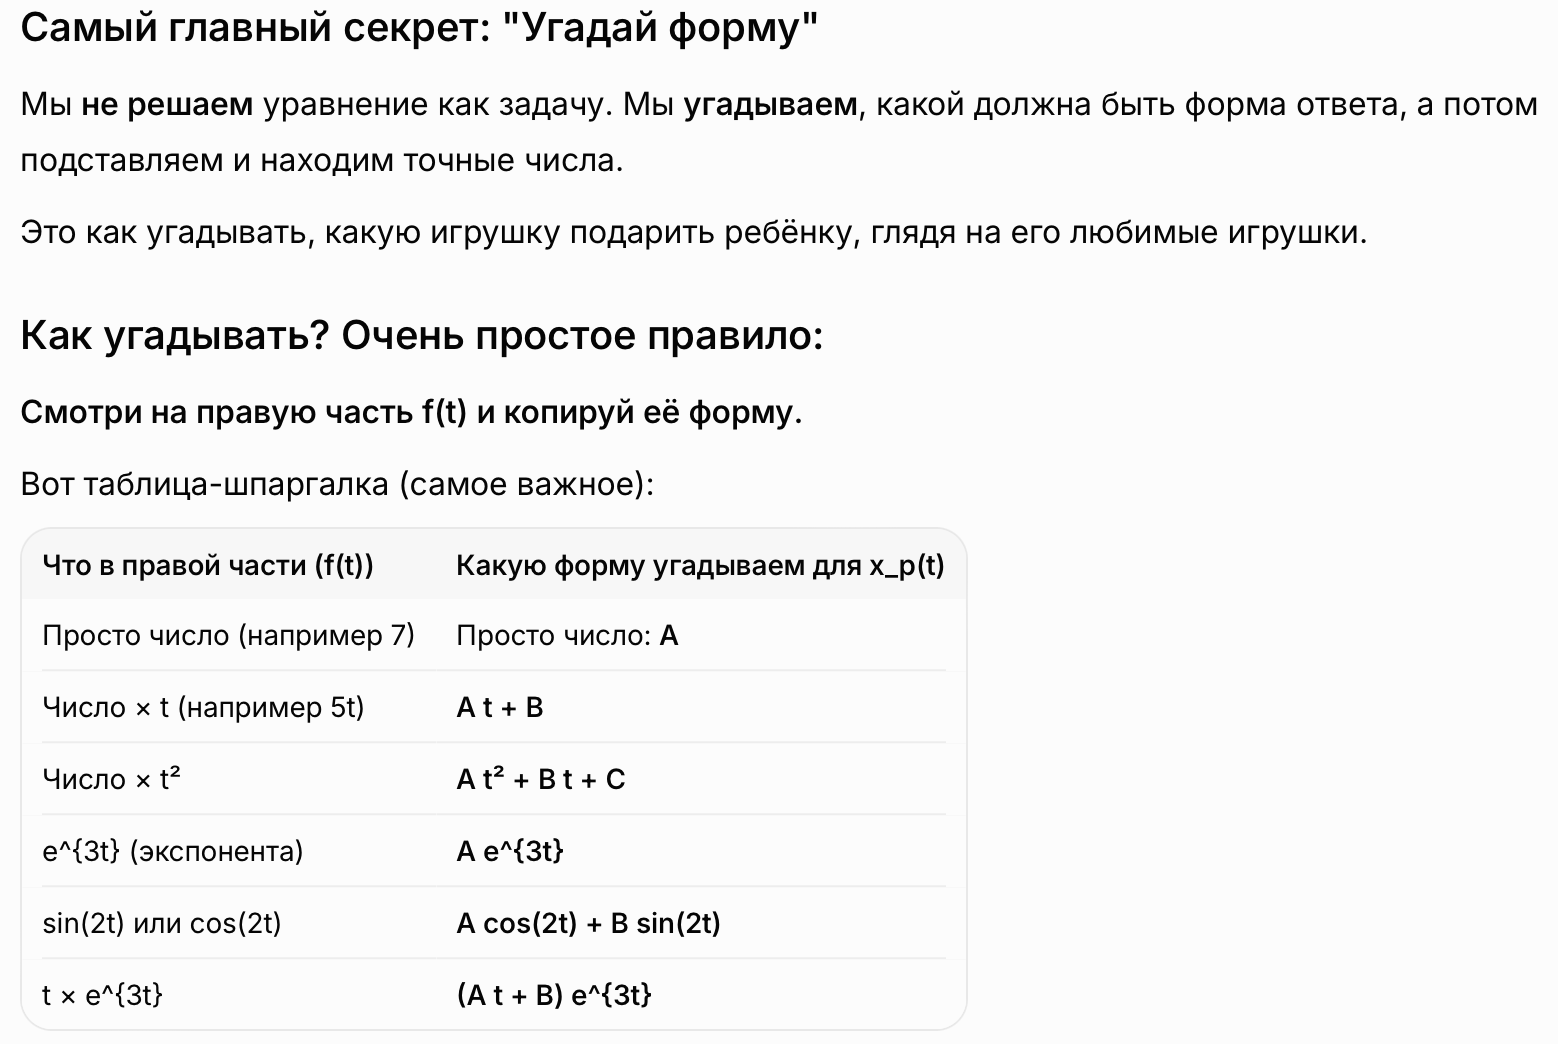 Самый главный секрет: "Угадай форму"
Мы не решаем уравнение как задачу. Мы угадываем, какой должна быть форма ответа, а потом
подставляем и находим точные числа.
Это как угадывать, какую игрушку подарить ребёнку, глядя на его любимые игрушки.
Как угадывать? Очень простое правило:
Смотри на правую часть f(t) и копируй её форму.
Вот таблица-шпаргалка (самое важное):
Что в правой части (f(t)) Какую форму угадываем для x_p(t)
Просто число (например 7) Просто число: A
Число × t (например 5t) A t + B
Число × t² A t² + B t + C
e^{3t} (экспонента) A e^{3t}
sin(2t) или cos(2t) A cos(2t) + B sin(2t)
t × e^{3t} (A t + B) e^{3t}